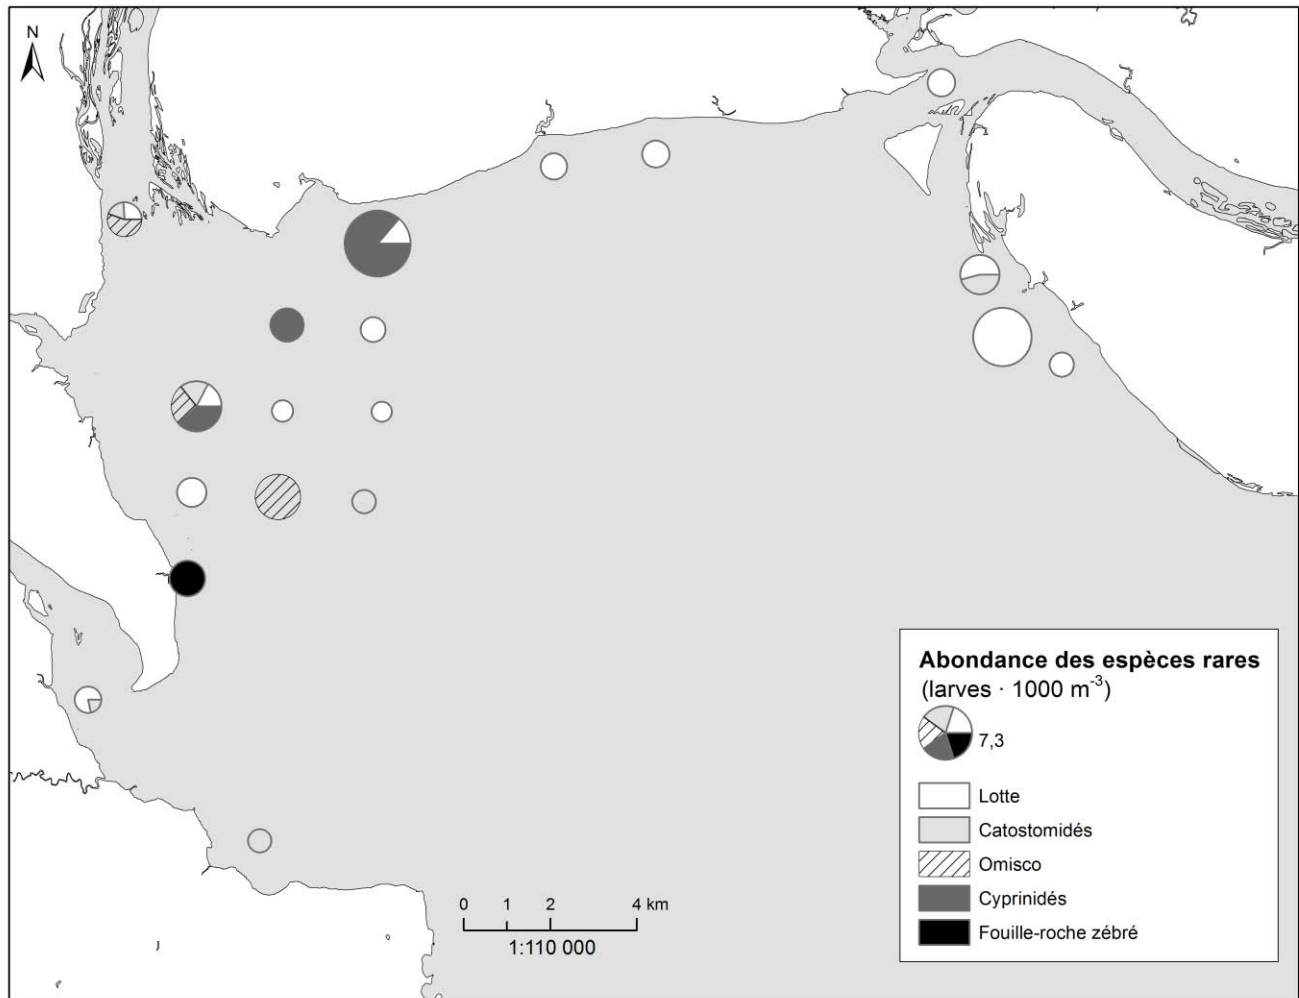 N
Abondance des espèces rares
(larves · 1000 m⁻³)
7,3
Lotte
Catostomidés
Omisco
Cyprinidés
Fouille-roche zébré
0 1 2 4 km
1:110 000